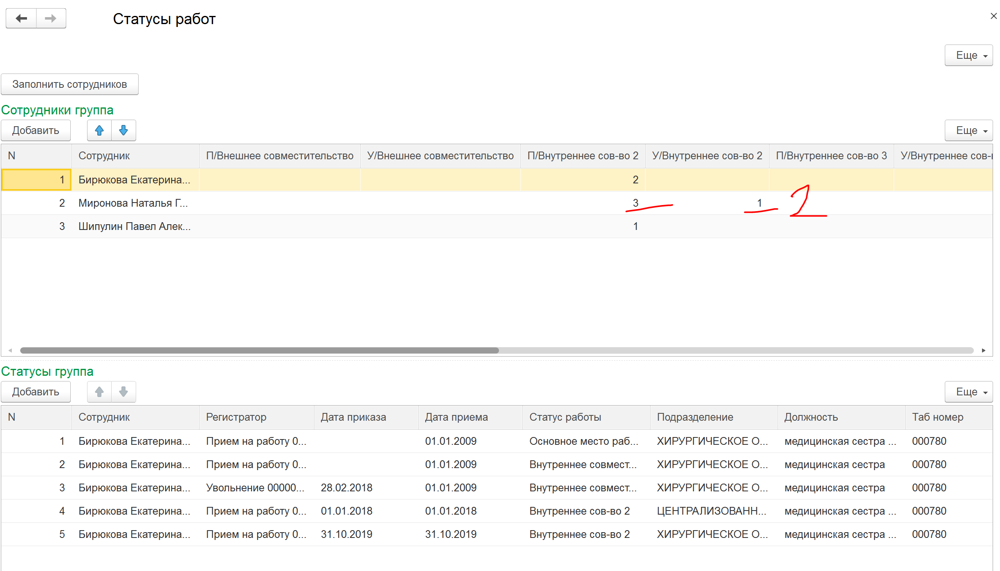 Статусы работ
Еще
Заполнить сотрудников
Сотрудники группа
Добавить Еще
N Сотрудник П/Внешнее совместительство У/Внешнее совместительство П/Внутреннее сов-во 2 У/Внутреннее сов-во 2 П/Внутреннее сов-во 3 У/Внутреннее сов-
1 Бирюкова Екатерина... 2
2 Миронова Наталья Г... 3 1 2
3 Шипулин Павел Алек... 1
Статусы группа
Добавить Еще
N Сотрудник Регистратор Дата приказа Дата приема Статус работы Подразделение Должность Таб номер
1 Бирюкова Екатерина... Прием на работу 0... 01.01.2009 Основное место раб... ХИРУРГИЧЕСКОЕ О... медицинская сестра ... 000780
2 Бирюкова Екатерина... Прием на работу 0... 01.01.2009 Внутреннее совмест... ХИРУРГИЧЕСКОЕ О... медицинская сестра 000780
3 Бирюкова Екатерина... Увольнение 00000... 28.02.2018 01.01.2009 Внутреннее совмест... ХИРУРГИЧЕСКОЕ О... медицинская сестра 000780
4 Бирюкова Екатерина... Прием на работу 0... 01.01.2018 01.01.2018 Внутреннее сов-во 2 ЦЕНТРАЛИЗОВАНН... медицинская сестра ... 000780
5 Бирюкова Екатерина... Прием на работу 0... 31.10.2019 31.10.2019 Внутреннее сов-во 2 ХИРУРГИЧЕСКОЕ О... медицинская сестра ... 000780